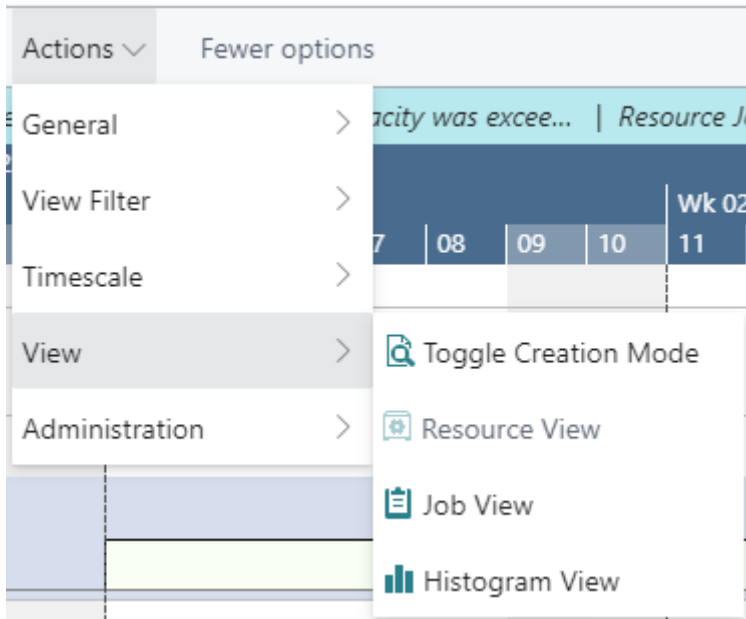 Actions Fewer options
General
acity was excee... | Resource J
View Filter
Wk 02
7 08 09 10 11
Timescale
View
Toggle Creation Mode
Administration
Resource View
Job View
Histogram View